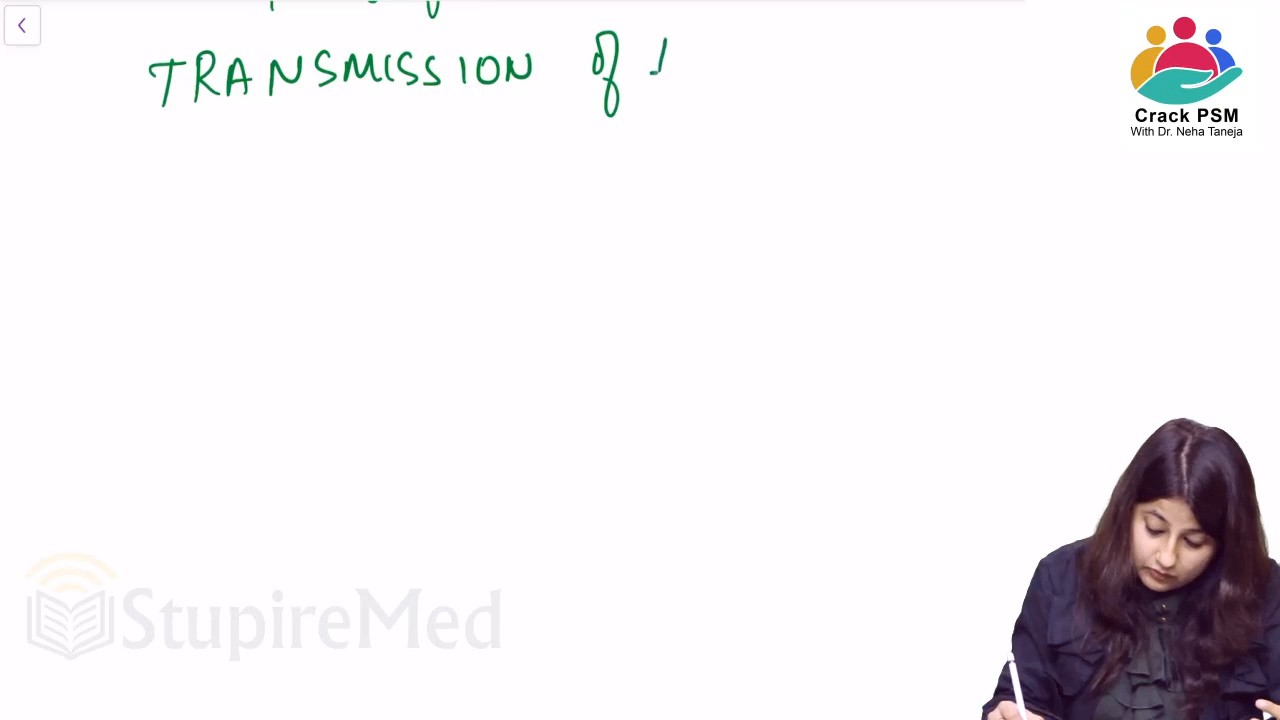 TRANSMISSION of
Crack PSM
With Dr. Neha Taneja
StupireMed